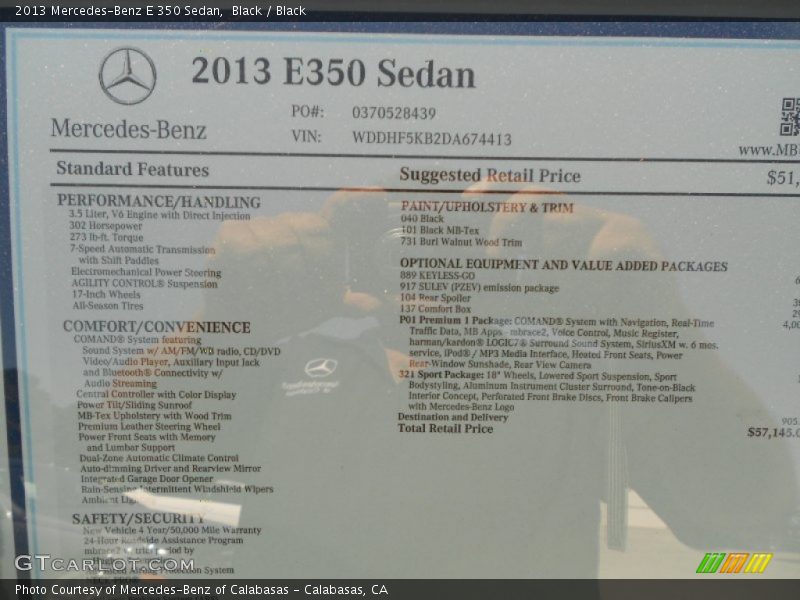 2013 Mercedes-Benz E 350 Sedan, Black / Black
2013 E350 Sedan
Mercedes-Benz
PO#: 0370528439
VIN: WDDHF5KB2DA674413
www.MB
Standard Features
Suggested Retail Price $51,
PERFORMANCE/HANDLING
3.5 Liter, V6 Engine with Direct Injection
302 Horsepower
273 lb-ft. Torque
7-Speed Automatic Transmission
with Shift Paddles
Electromechanical Power Steering
AGILITY CONTROL® Suspension
17-Inch Wheels
All-Season Tires
COMFORT/CONVENIENCE
COMAND® System featuring
Sound System w/ AM/FM/WB radio, CD/DVD
Video/Audio Player, Auxiliary Input Jack
and Bluetooth® Connectivity w/
Audio Streaming
Central Controller with Color Display
Power Tilt/Sliding Sunroof
MB-Tex Upholstery with Wood Trim
Premium Leather Steering Wheel
Power Front Seats with Memory
and Lumbar Support
Dual-Zone Automatic Climate Control
Auto-dimming Driver and Rearview Mirror
Integrated Garage Door Opener
Rain-Sensing Intermittent Windshield Wipers
Ambient
SAFETY/SECURITY
New Vehicle 4 Year/50,000 Mile Warranty
24-Hour Roadside Assistance Program
mbrace2 w/ trial period by
System
PAINT/UPHOLSTERY & TRIM
040 Black
101 Black MB-Tex
731 Burl Walnut Wood Trim
OPTIONAL EQUIPMENT AND VALUE ADDED PACKAGES
889 KEYLESS-GO
917 SULEV (PZEV) emission package
104 Rear Spoiler
137 Comfort Box
P01 Premium 1 Package: COMAND® System with Navigation, Real-Time
Traffic Data, MB Apps - mbrace2, Voice Control, Music Register,
harman/kardon® LOGIC7® Surround Sound System, SiriusXM w. 6 mos.
service, iPod® / MP3 Media Interface, Heated Front Seats, Power
Rear-Window Sunshade, Rear View Camera
321 Sport Package: 18" Wheels, Lowered Sport Suspension, Sport
Bodystyling, Aluminum Instrument Cluster Surround, Tone-on-Black
Interior Concept, Perforated Front Brake Discs, Front Brake Calipers
with Mercedes-Benz Logo
Destination and Delivery 905.
Total Retail Price $57,145.0
GTCarLot.com
Photo Courtesy of Mercedes-Benz of Calabasas - Calabasas, CA